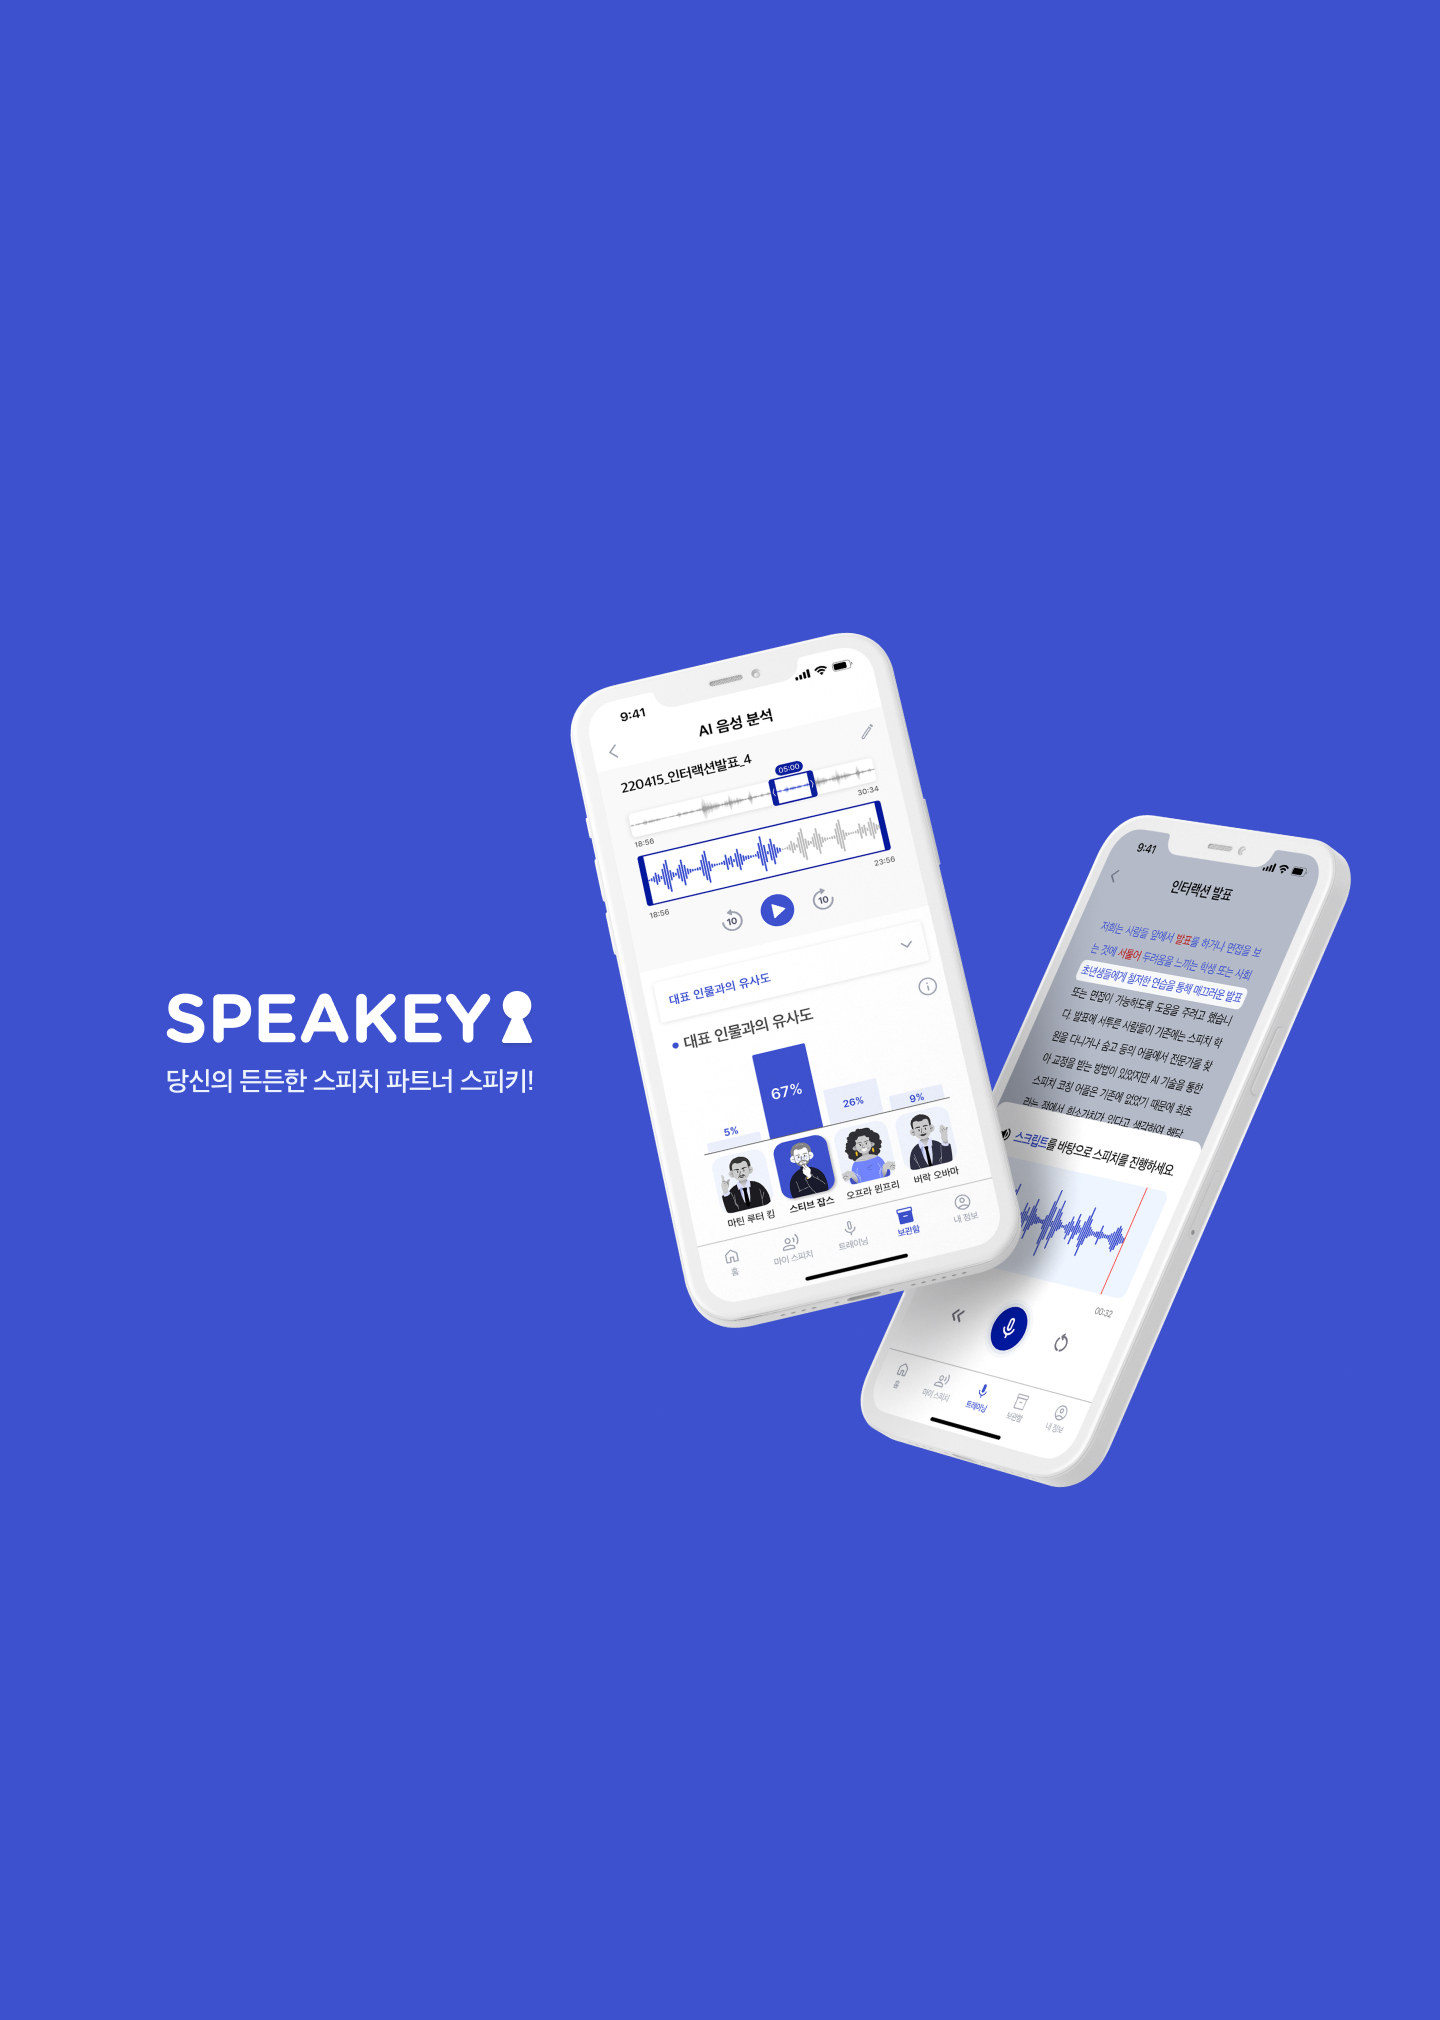 SPEAKEY
당신의 든든한 스피치 파트너 스피키!
9:41
AI 음성 분석
220415_인터랙션발표_4
05:00
18:56
30:34
18:56
23:56
10
10
대표 인물과의 유사도
대표 인물과의 유사도
5%
67%
26%
9%
마틴 루터 킹
스티브 잡스
오프라 윈프리
버락 오바마
홈
마이 스피치
트레이닝
보관함
내 정보
9:41
인터랙션 발표
저희는 사람들 앞에서 발표를 하거나 면접을 보
는 것에 서툴어 두려움을 느끼는 학생 또는 사회
초년생들에게 철저한 연습을 통해 매끄러운 발표
또는 면접이 가능하도록 도움을 주려고 했습니
다. 발표에 서투른 사람들이 기존에는 스피치 학
원을 다니거나 숨고 등의 어플에서 전문가를 찾
아 교정을 받는 방법이 있었지만 AI 기술을 통한
스피치 코칭 어플은 기존에 없었기 때문에 최초
라는 점에서 희소가치가 있다고 생각하여 해당
스크립트를 바탕으로 스피치를 진행하세요
00:32
홈
마이 스피치
트레이닝
보관함
내 정보